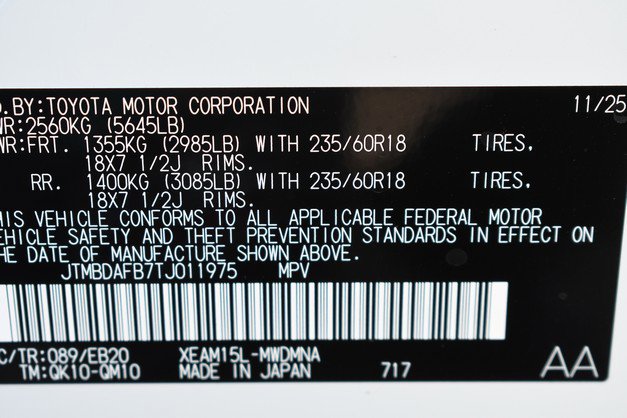 D.BY:TOYOTA MOTOR CORPORATION 11/25
WR:2560KG (5645LB)
WR:FRT. 1355KG (2985LB) WITH 235/60R18 TIRES.
18X7 1/2J RIMS.
RR. 1400KG (3085LB) WITH 235/60R18 TIRES.
18X7 1/2J RIMS.
HIS VEHICLE CONFORMS TO ALL APPLICABLE FEDERAL MOTOR
EHICLE SAFETY AND THEFT PREVENTION STANDARDS IN EFFECT ON
HE DATE OF MANUFACTURE SHOWN ABOVE.
JTMBDAFB7TJ011975 MPV
C/TR:089/EB20 XEAM15L-MWDMNA
TM:QK10-QM10 MADE IN JAPAN 717 AA